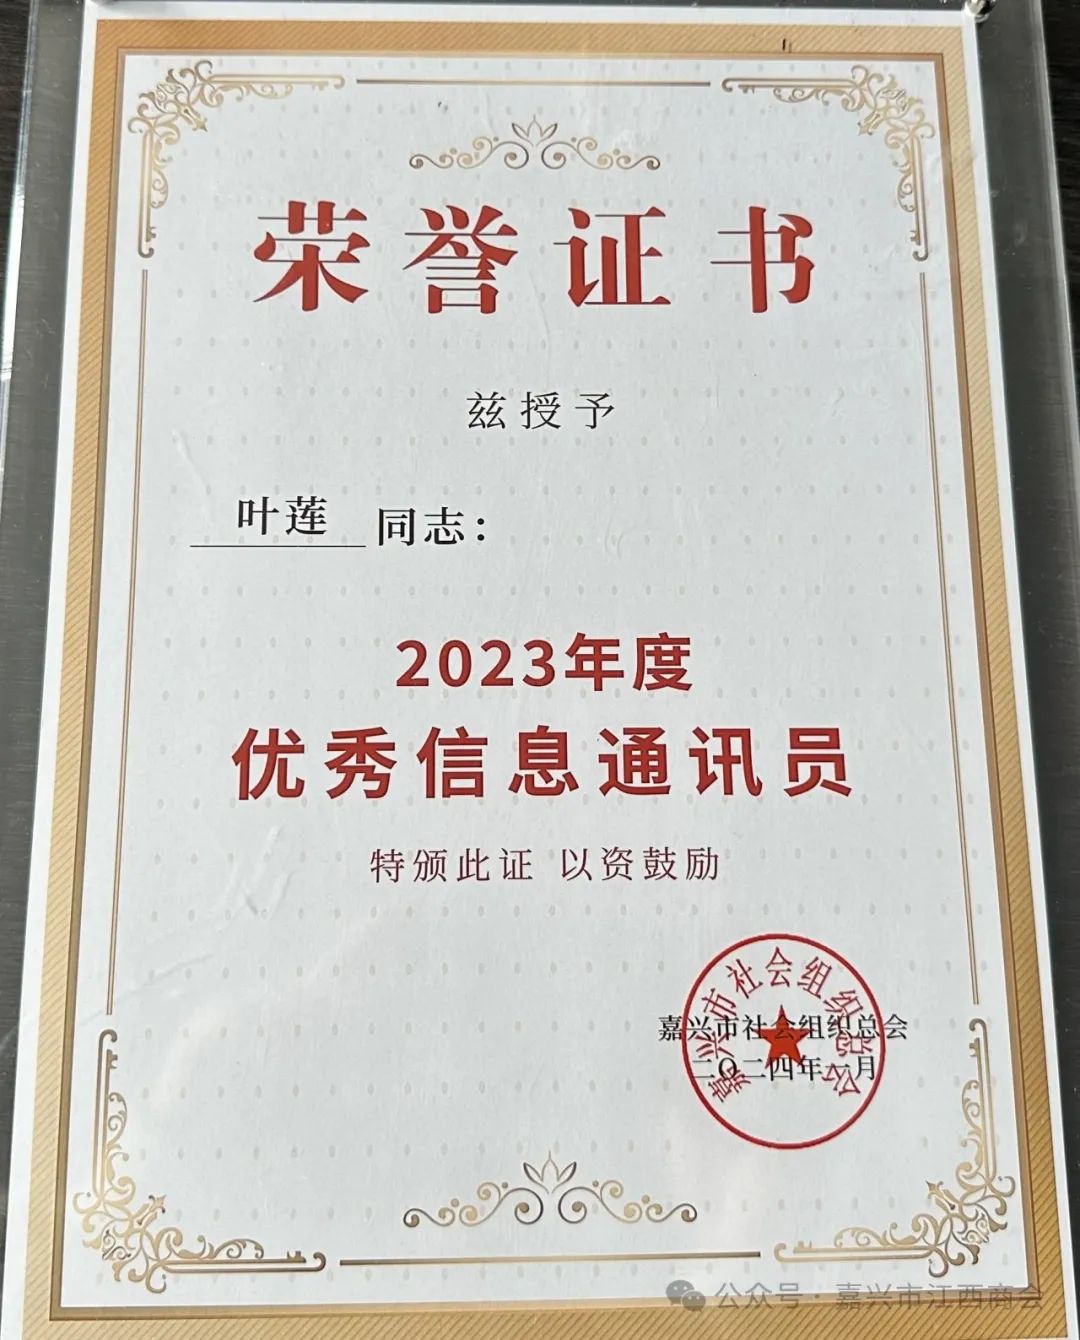 荣誉证书
兹授予
叶莲 同志：
2023年度
优秀信息通讯员
特颁此证 以资鼓励
嘉兴市社会组织总会
嘉兴市社会组织总会
二〇二四年一月
公众号·嘉兴市江西商会